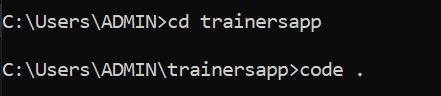 C:\Users\ADMIN>cd trainersapp
C:\Users\ADMIN\trainersapp>code .